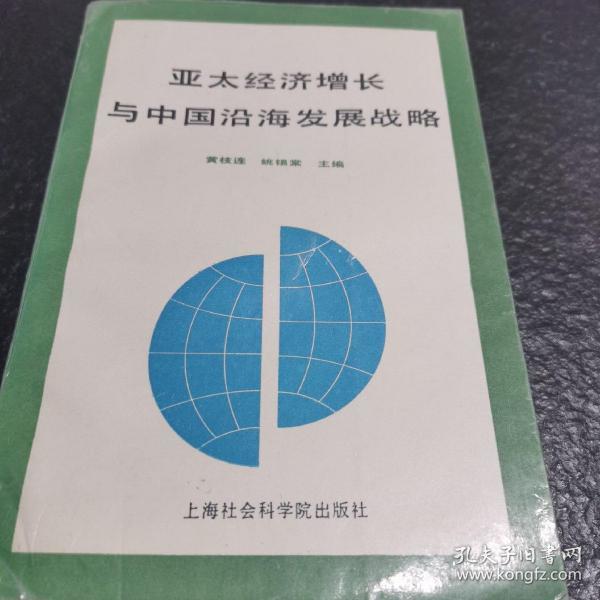 亚太经济增长
与中国沿海发展战略
黄枝连 姚锡棠 主编
上海社会科学院出版社
孔夫子旧书网
www.kongfz.com